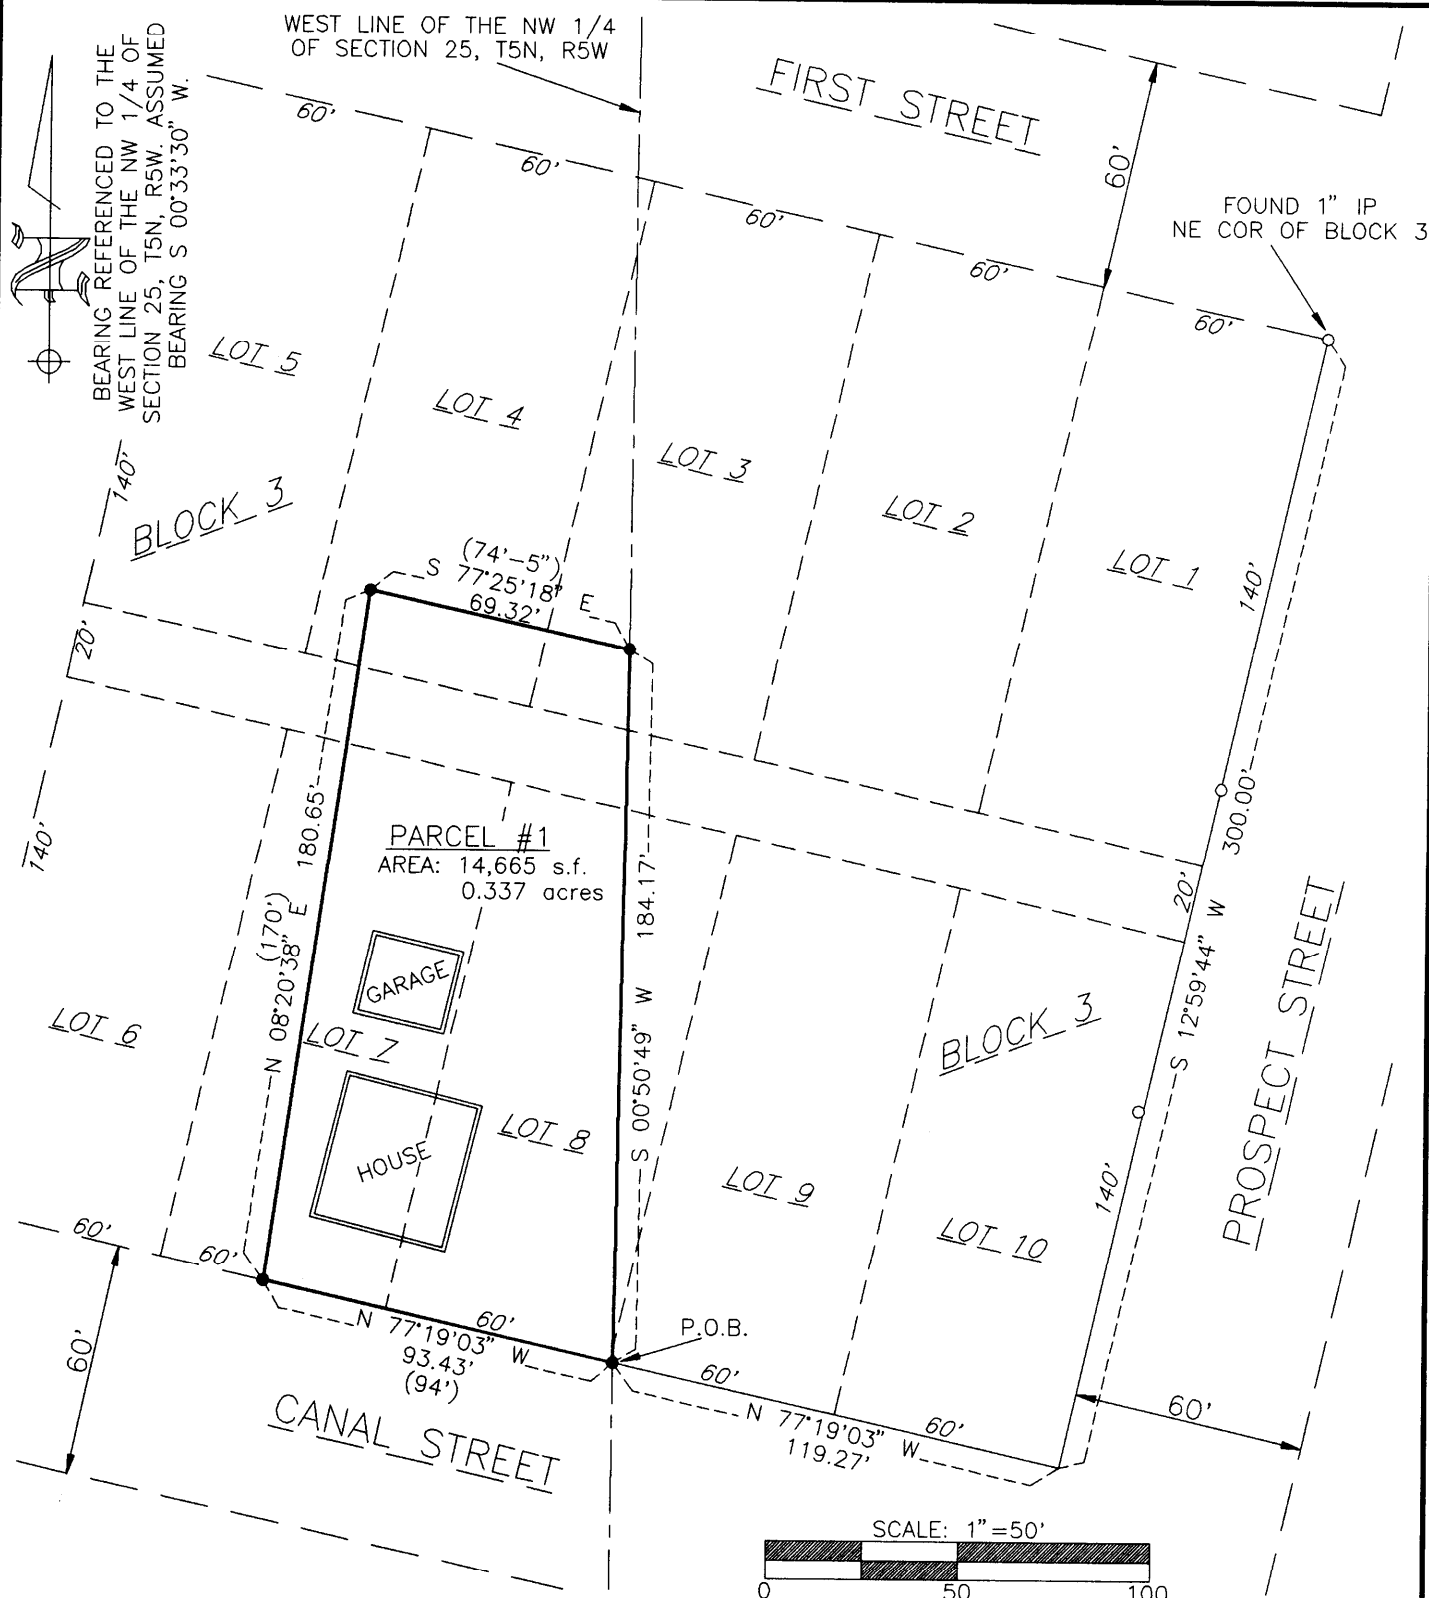 WEST LINE OF THE NW 1/4
OF SECTION 25, T5N, R5W
BEARING REFERENCED TO THE
WEST LINE OF THE NW 1/4 OF
SECTION 25, T5N, R5W. ASSUMED
BEARING S 00°33'30" W.
N
FIRST STREET
60'
60'
60'
60'
60'
60'
FOUND 1" IP
NE COR OF BLOCK 3
LOT 5
LOT 4
LOT 3
LOT 2
LOT 1
140'
BLOCK 3
140'
(74'-5")
S 77°25'18" E
69.32'
20'
180.65'
300.00'
PARCEL #1
AREA: 14,665 s.f.
0.337 acres
140'
184.17'
20'
(170')
N 08°20'38" E
GARAGE
S 00°50'49" W
S 12°59'44" W
PROSPECT STREET
BLOCK 3
LOT 6
LOT 7
HOUSE
LOT 8
LOT 9
LOT 10
140'
60'
60'
60'
60'
N 77°19'03" W
93.43'
(94')
P.O.B.
60'
60'
60'
N 77°19'03" W
119.27'
CANAL STREET
SCALE: 1"=50'
0 50 100